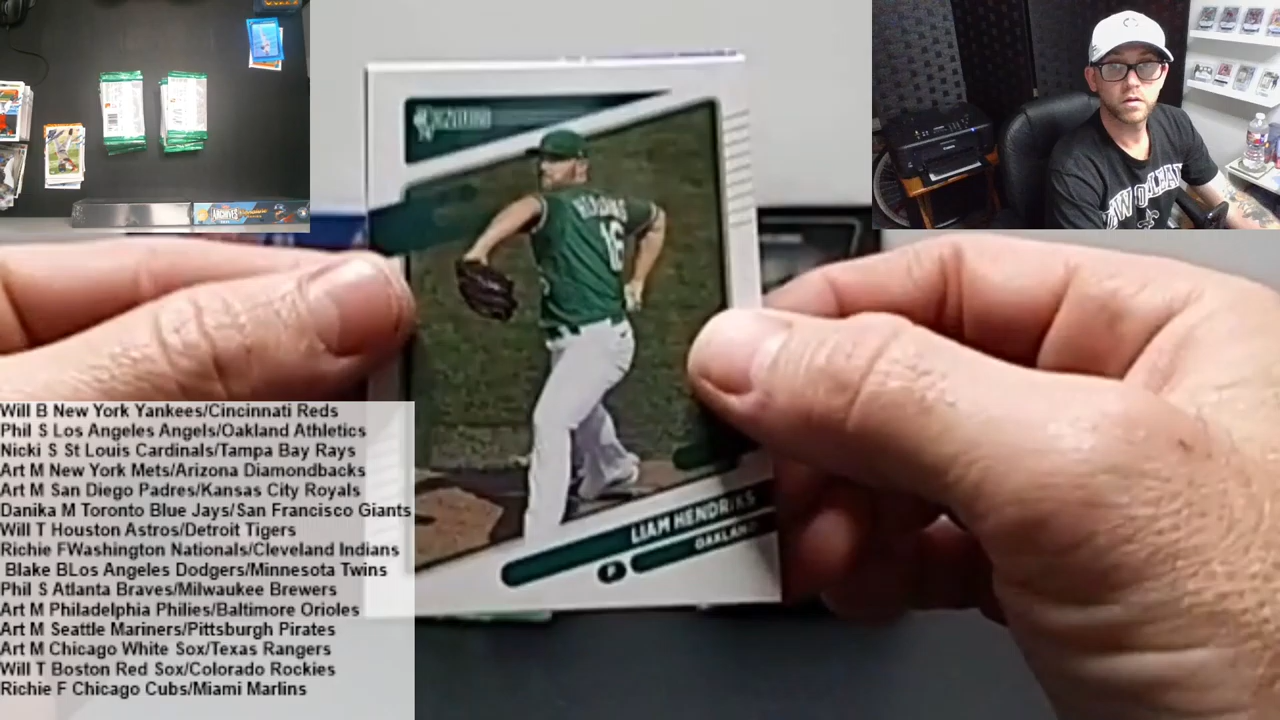 ARCHIVES
NEW ORLEANS
HENDRIKS
16
LIAM HENDRIKS
P
OAKLAND
Will B New York Yankees/Cincinnati Reds
Phil S Los Angeles Angels/Oakland Athletics
Nicki S St Louis Cardinals/Tampa Bay Rays
Art M New York Mets/Arizona Diamondbacks
Art M San Diego Padres/Kansas City Royals
Danika M Toronto Blue Jays/San Francisco Giants
Will T Houston Astros/Detroit Tigers
Richie FWashington Nationals/Cleveland Indians
Blake BLos Angeles Dodgers/Minnesota Twins
Phil S Atlanta Braves/Milwaukee Brewers
Art M Philadelphia Philies/Baltimore Orioles
Art M Seattle Mariners/Pittsburgh Pirates
Art M Chicago White Sox/Texas Rangers
Will T Boston Red Sox/Colorado Rockies
Richie F Chicago Cubs/Miami Marlins